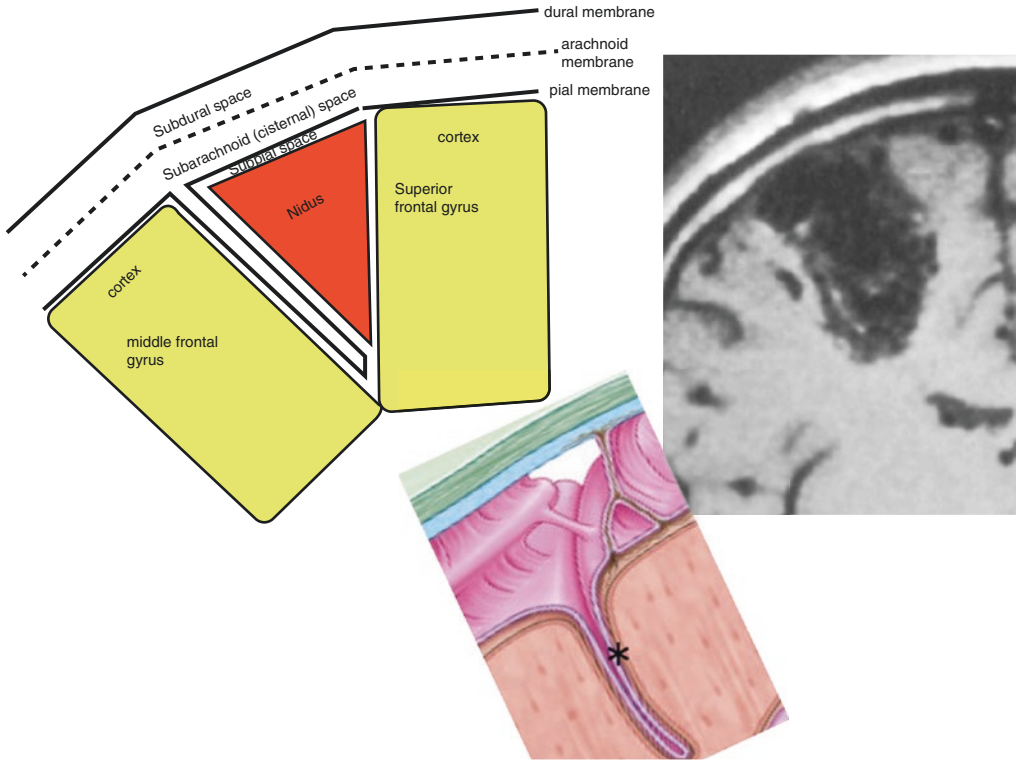 dural membrane
arachnoid
membrane
pial membrane
Subdural space
Subarachnoid (cisternal) space
Subpial space
cortex
Superior
frontal gyrus
Nidus
cortex
middle frontal
gyrus
*